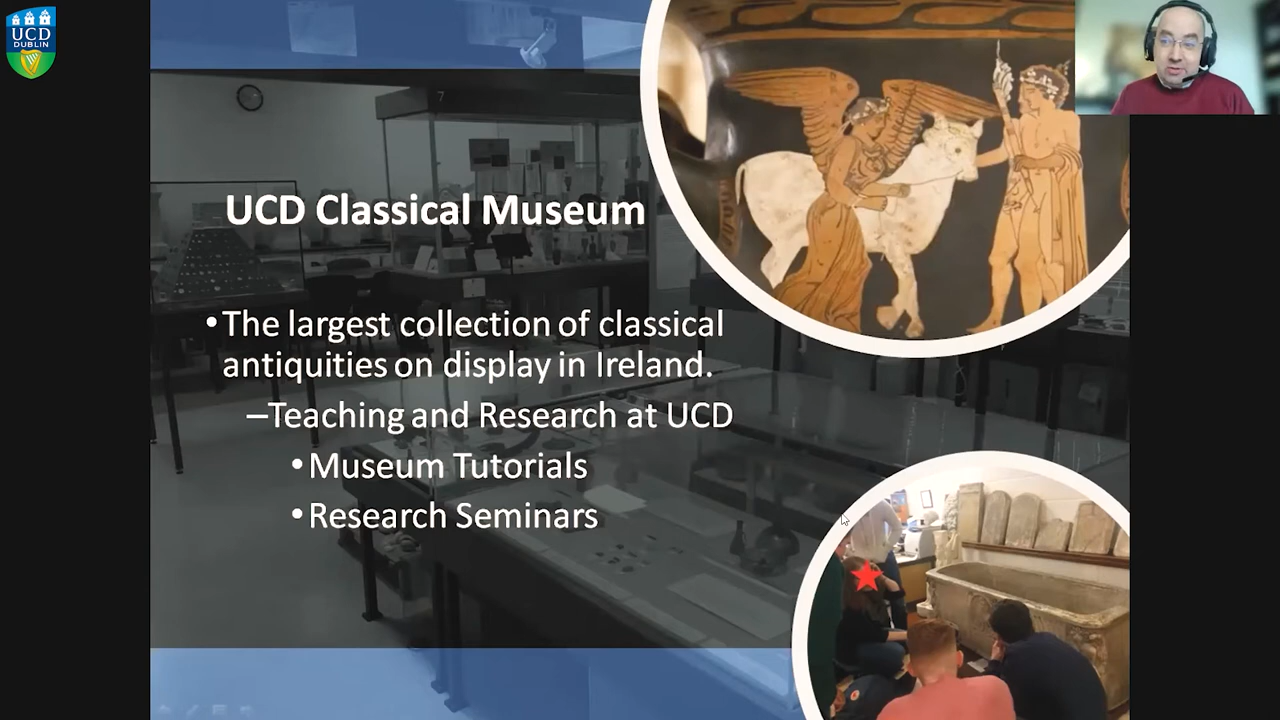 UCD
DUBLIN
7
UCD Classical Museum
•The largest collection of classical
antiquities on display in Ireland.
–Teaching and Research at UCD
•Museum Tutorials
•Research Seminars